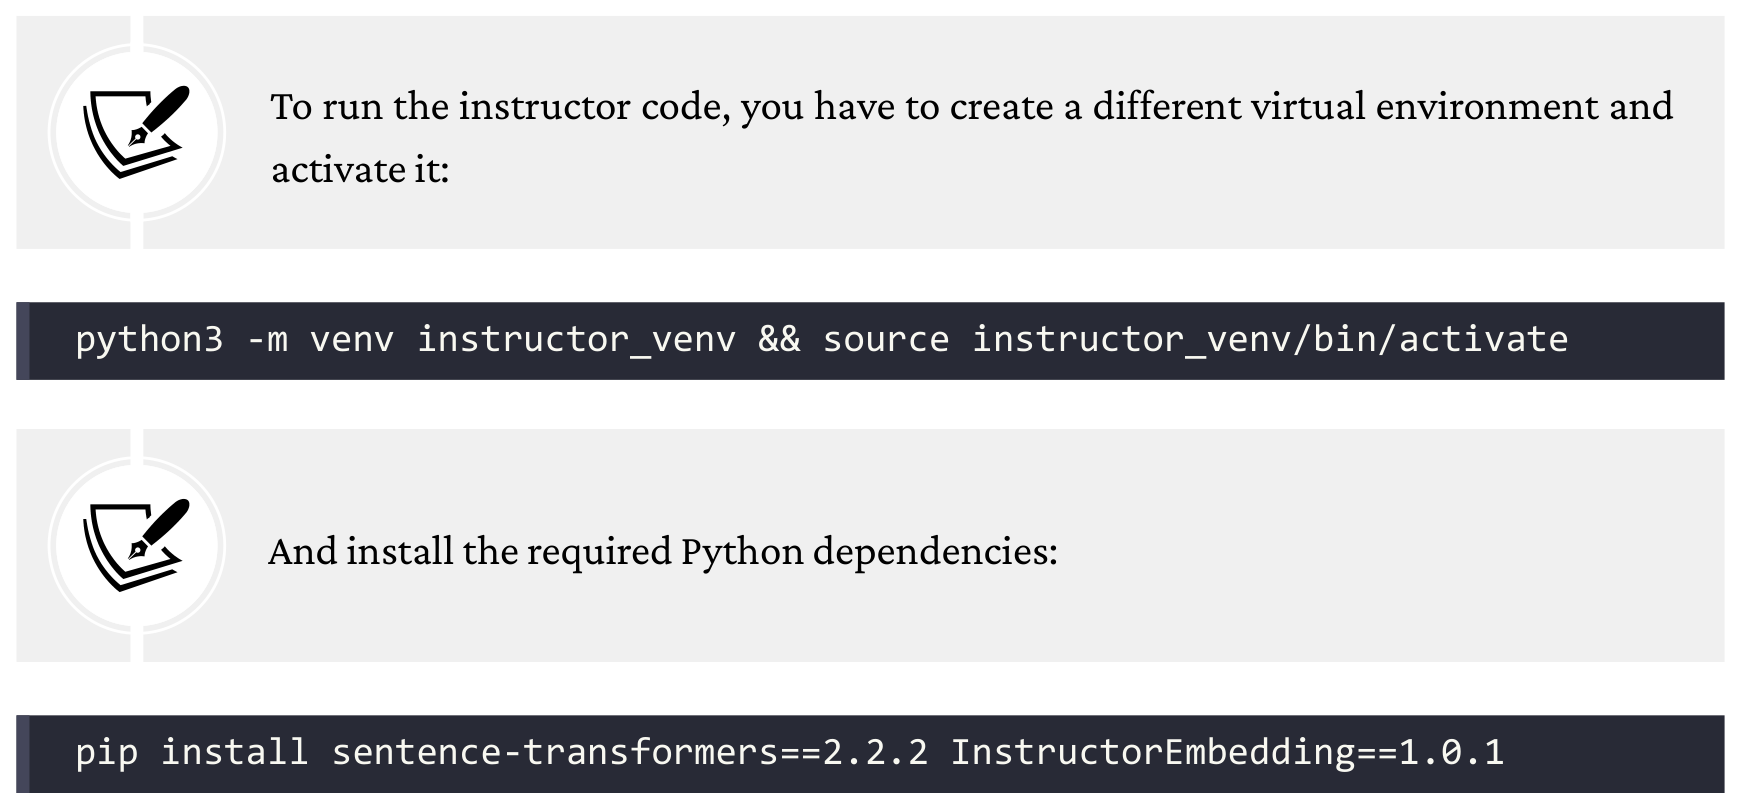 To run the instructor code, you have to create a different virtual environment and
activate it:
python3 -m venv instructor_venv && source instructor_venv/bin/activate
And install the required Python dependencies:
pip install sentence-transformers==2.2.2 InstructorEmbedding==1.0.1